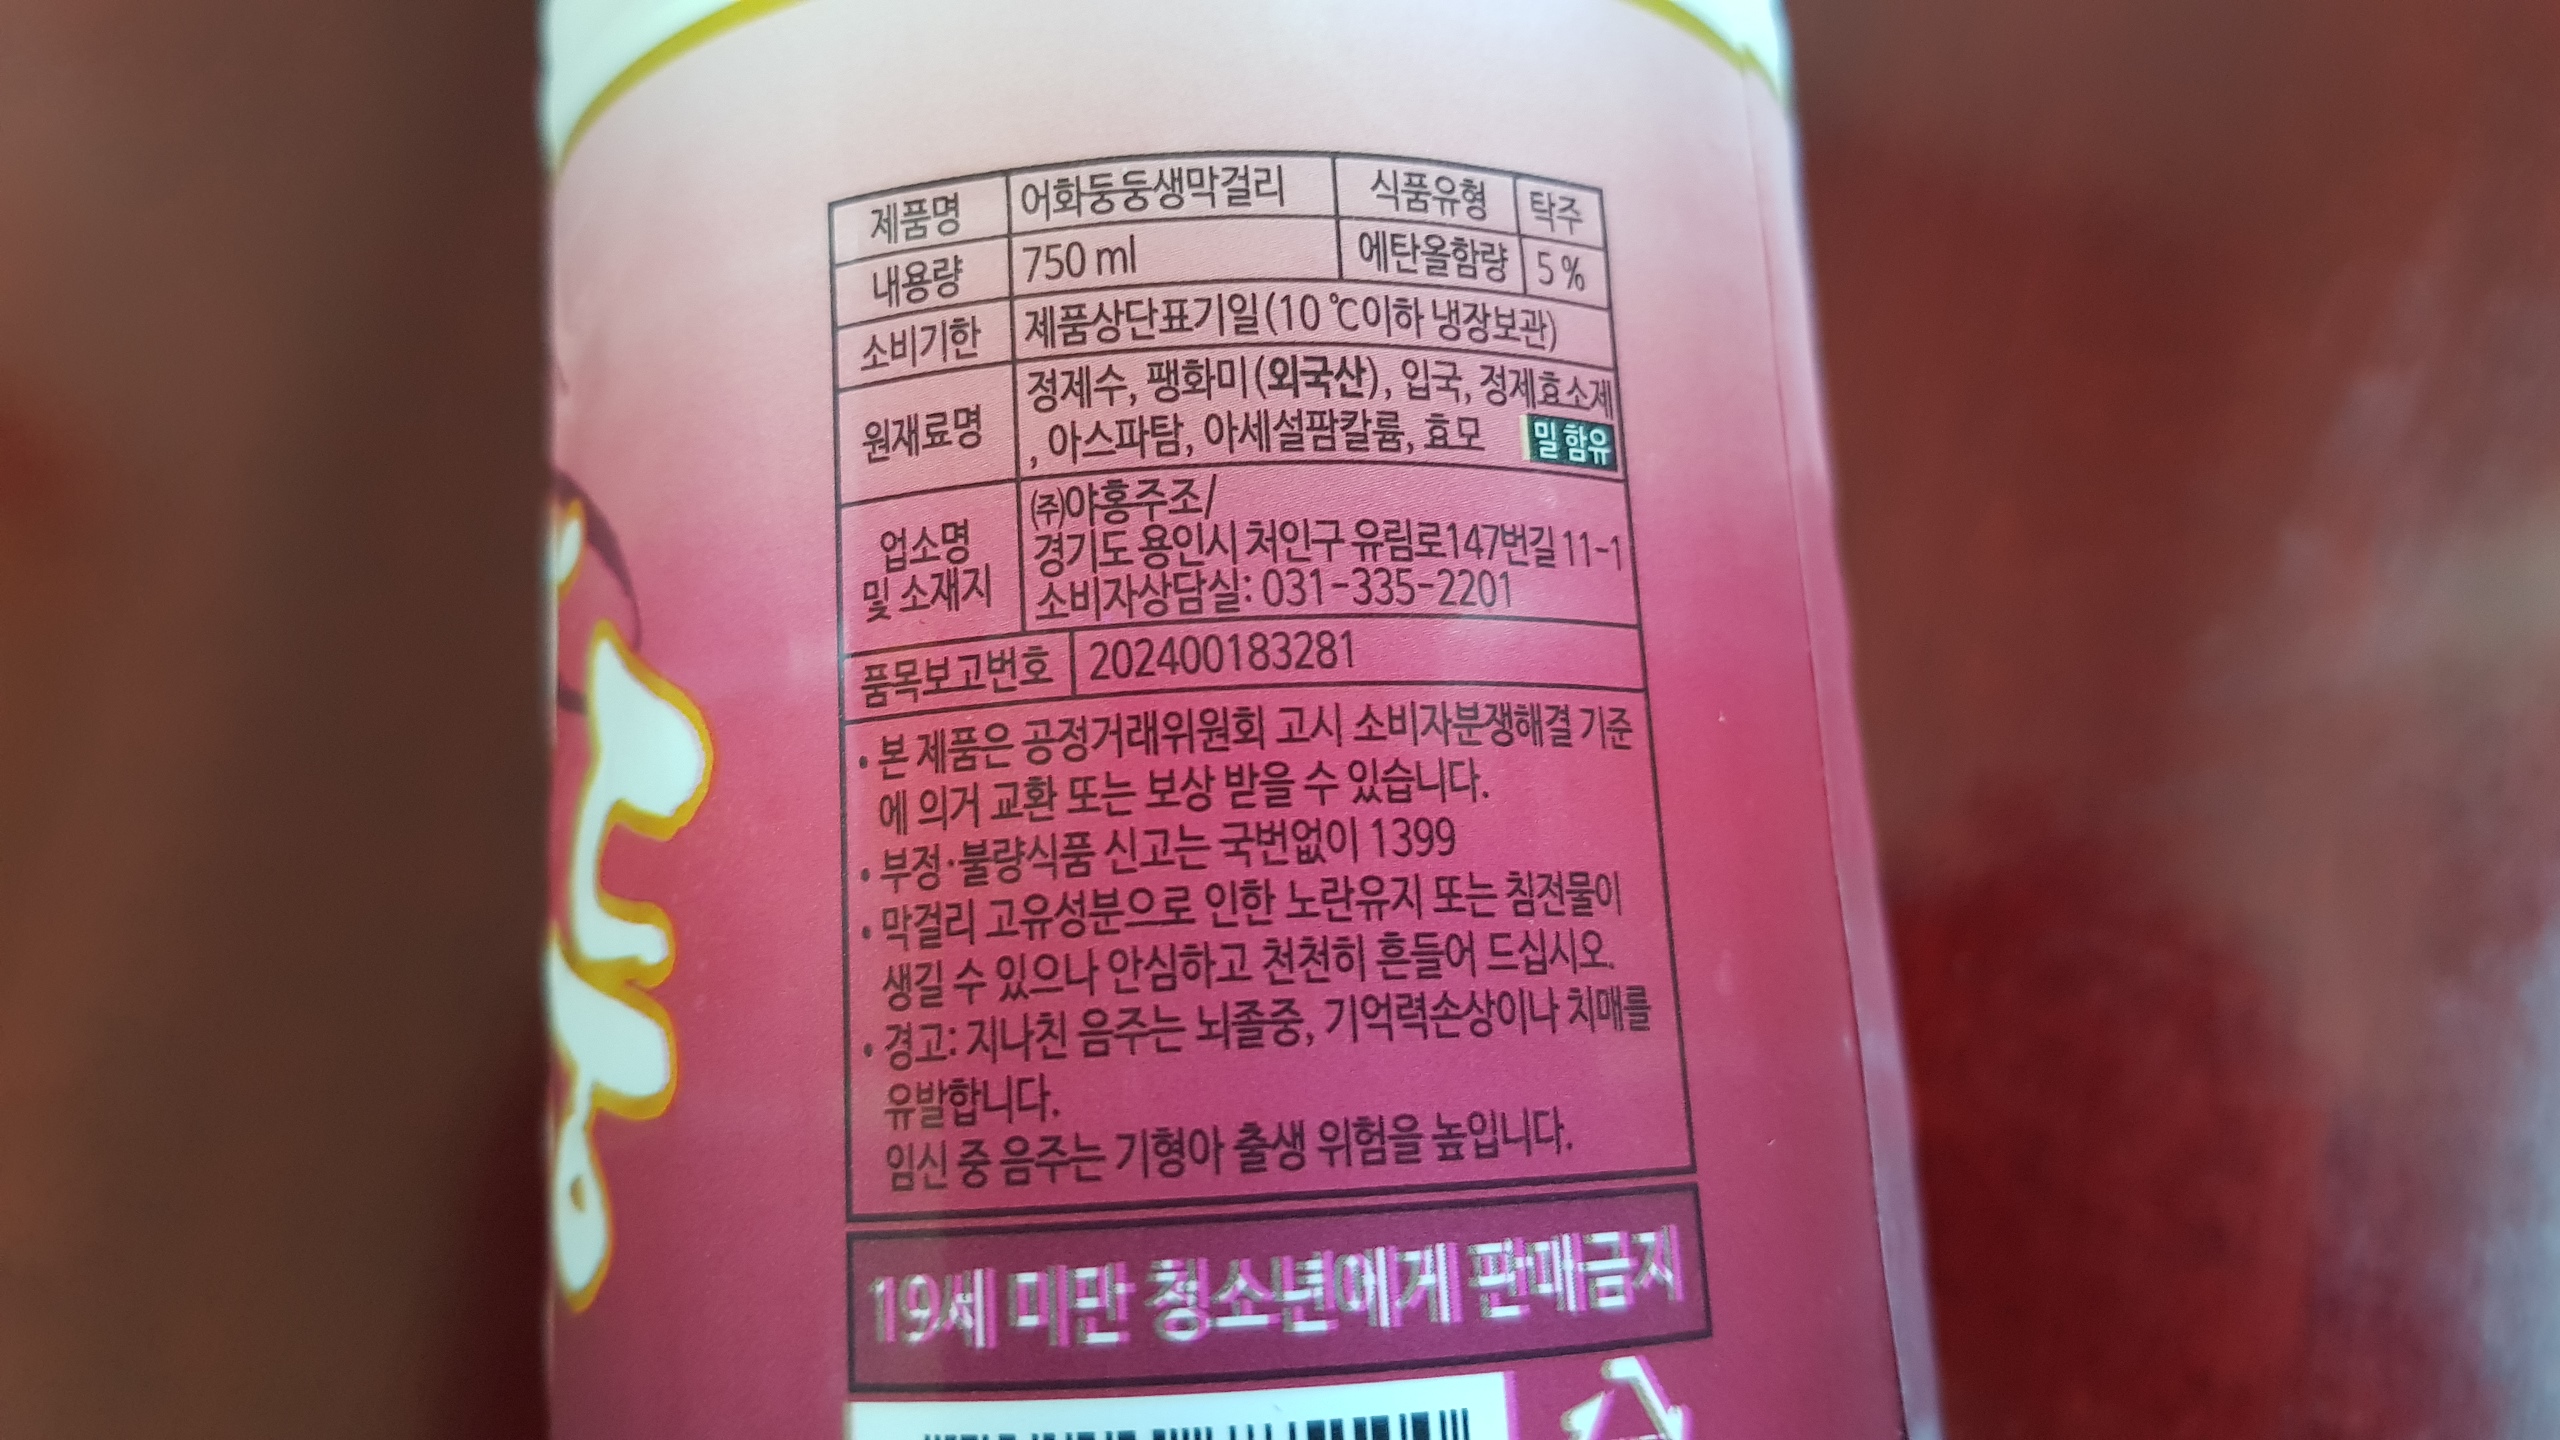 제품명 어화둥둥생막걸리 식품유형 탁주
내용량 750 ml 에탄올함량 5 %
소비기한 제품상단표기일(10 ℃이하 냉장보관)
원재료명 정제수, 팽화미(외국산), 입국, 정제효소제
, 아스파탐, 아세설팜칼륨, 효모 밀 함유
업소명
및 소재지
㈜야홍주조/
경기도 용인시 처인구 유림로147번길 11-1
소비자상담실: 031-335-2201
품목보고번호 202400183281
• 본 제품은 공정거래위원회 고시 소비자분쟁해결 기준
에 의거 교환 또는 보상 받을 수 있습니다.
• 부정·불량식품 신고는 국번없이 1399
• 막걸리 고유성분으로 인한 노란유지 또는 침전물이
생길 수 있으나 안심하고 천천히 흔들어 드십시오.
• 경고: 지나친 음주는 뇌졸중, 기억력손상이나 치매를
유발합니다.
임신 중 음주는 기형아 출생 위험을 높입니다.
19세 미만 청소년에게 판매금지